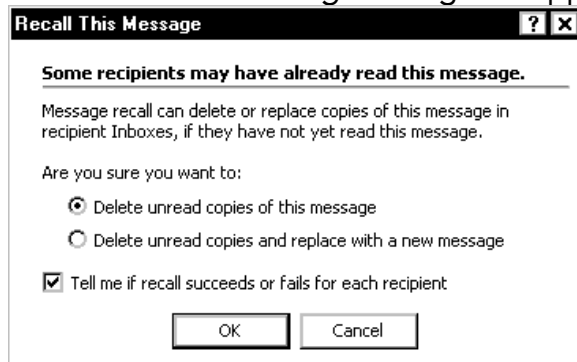 Recall This Message ? X
Some recipients may have already read this message.
Message recall can delete or replace copies of this message in
recipient Inboxes, if they have not yet read this message.
Are you sure you want to:
Delete unread copies of this message
Delete unread copies and replace with a new message
Tell me if recall succeeds or fails for each recipient
OK Cancel